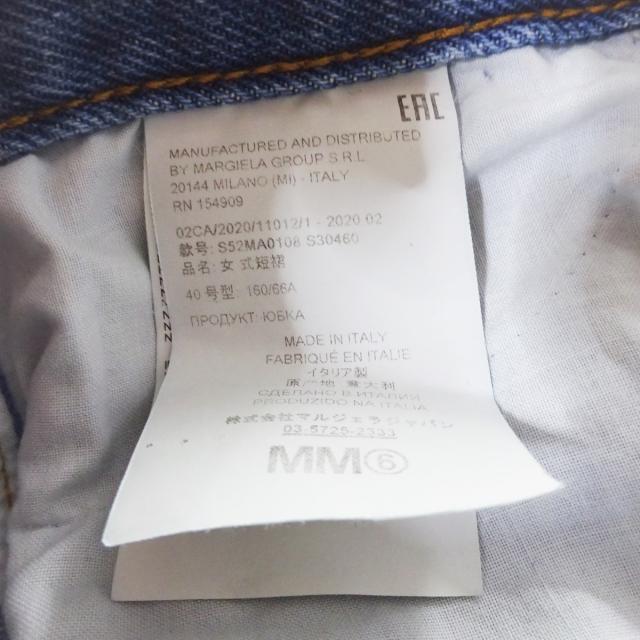 EAC
MANUFACTURED AND DISTRIBUTED
BY MARGIELA GROUP S.R.L
20144 MILANO (MI) - ITALY
RN 154909
02CA/2020/11012/1 - 2020 02
款号: S52MA0108 S30460
品名: 女式短裙
40 号型: 160/66A
ПРОДУКТ: ЮБКА
MADE IN ITALY
FABRIQUÉ EN ITALIE
イタリア製
原产地 意大利
СДЕЛАНО В ИТАЛИИ
PRODUANDO NA ITALIA
株式会社マルジェラジャパン
03-5725-2333
MM⑥